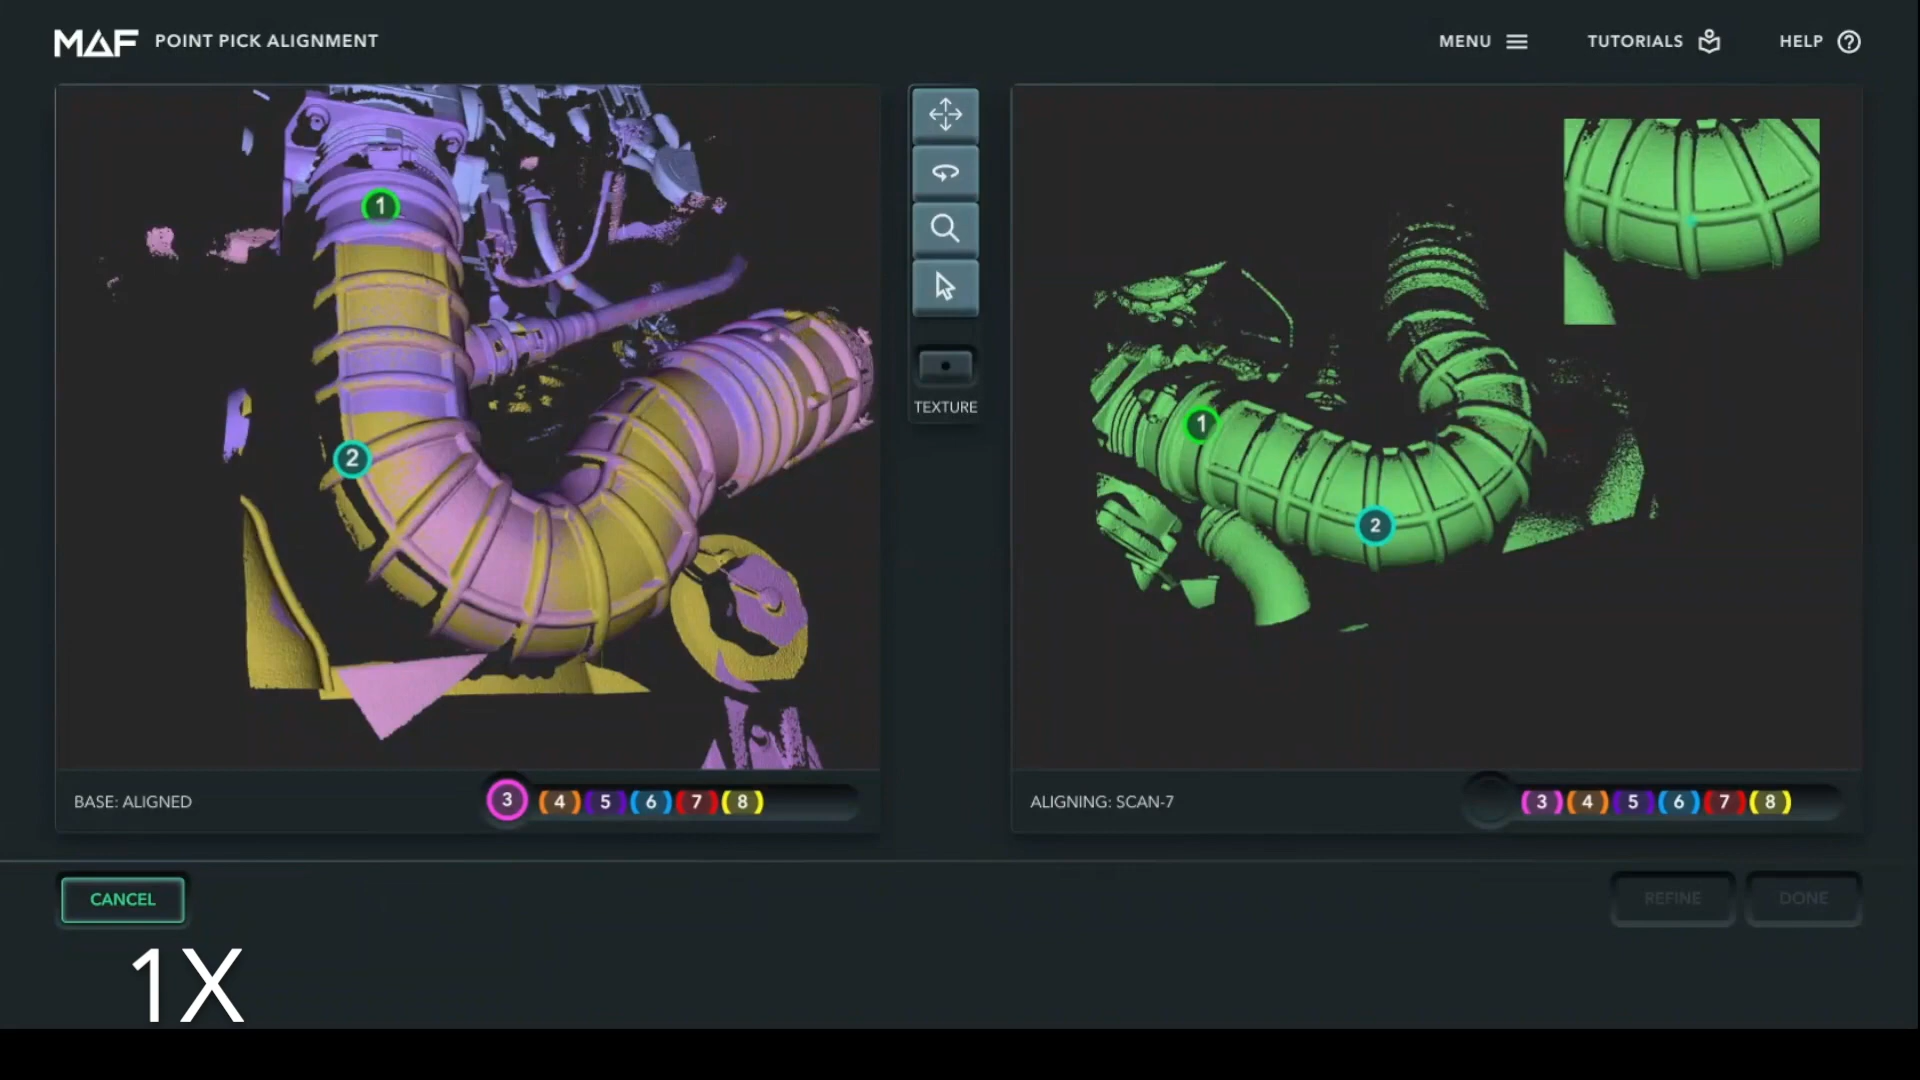 MAF POINT PICK ALIGNMENT
MENU
TUTORIALS
HELP ?
1
2
TEXTURE
1
2
BASE: ALIGNED
3 4 5 6 7 8
ALIGNING: SCAN-7
3 4 5 6 7 8
CANCEL
REFINE
DONE
1X